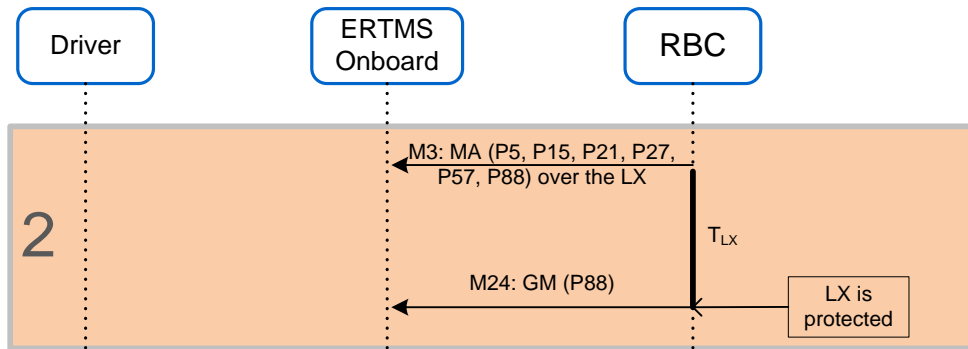 Driver
ERTMS
Onboard
RBC
M3: MA (P5, P15, P21, P27,
P57, P88) over the LX
2
TLX
M24: GM (P88)
LX is
protected